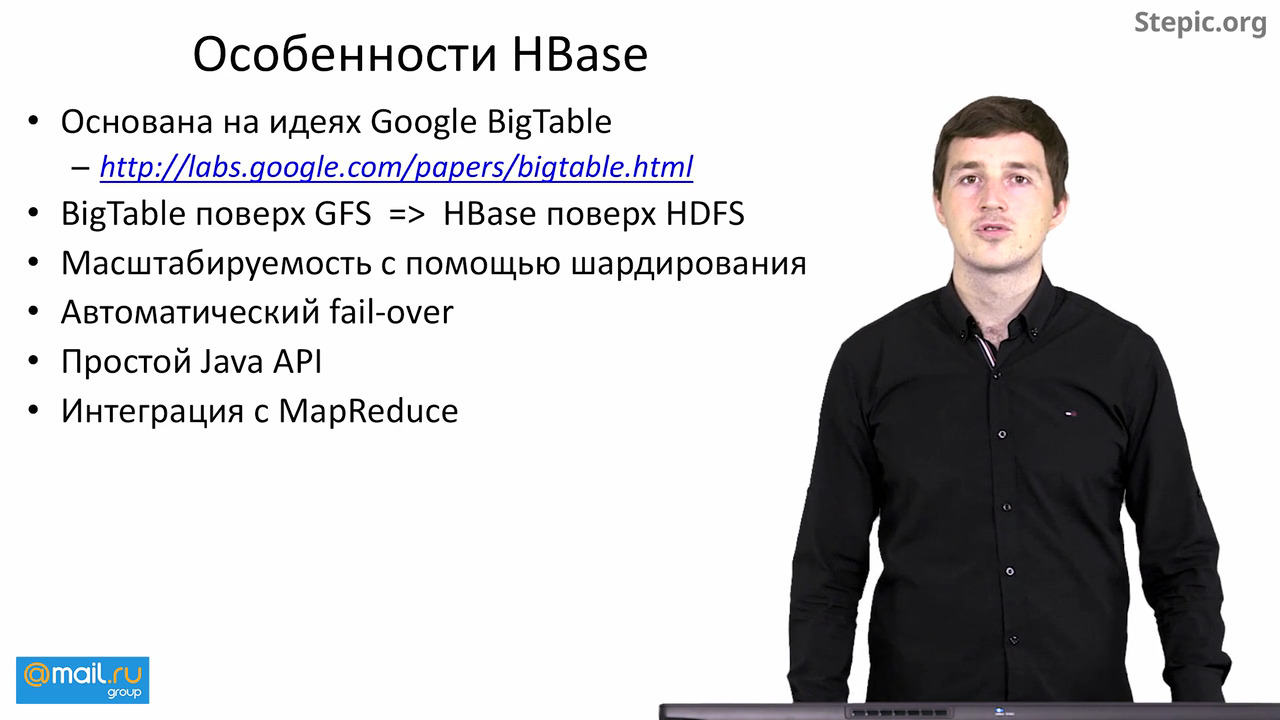 Stepic.org
Особенности HBase
• Основана на идеях Google BigTable
– http://labs.google.com/papers/bigtable.html
• BigTable поверх GFS => HBase поверх HDFS
• Масштабируемость с помощью шардирования
• Автоматический fail-over
• Простой Java API
• Интеграция с MapReduce
@mail.ru
group